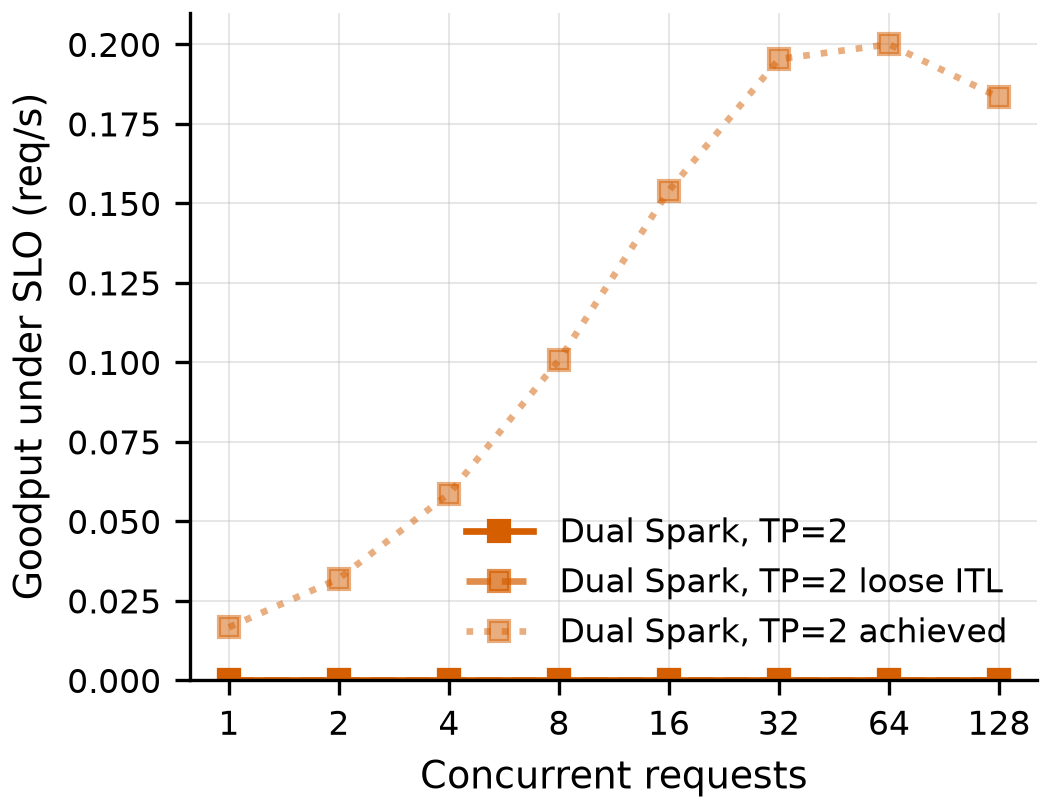 Goodput under SLO (req/s)
0.200
0.175
0.150
0.125
0.100
0.075
0.050
0.025
0.000
Dual Spark, TP=2
Dual Spark, TP=2 loose ITL
Dual Spark, TP=2 achieved
1 2 4 8 16 32 64 128
Concurrent requests